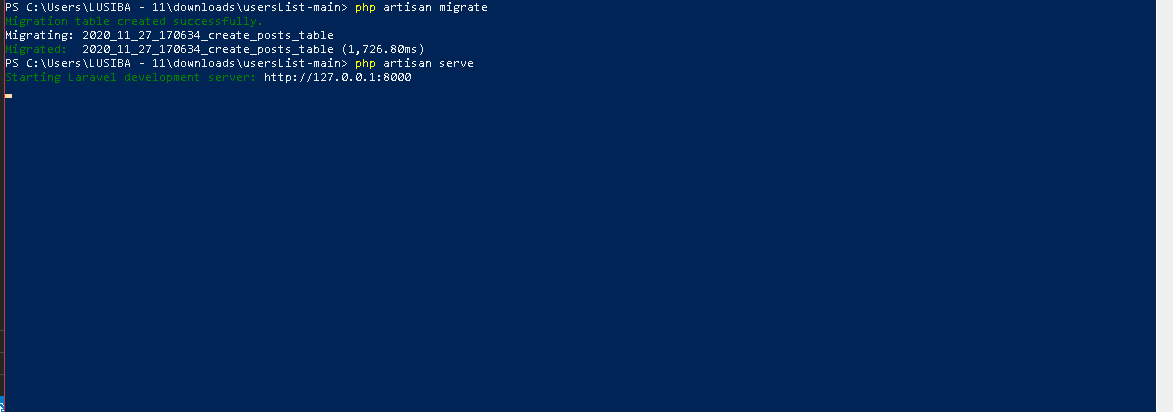 PS C:\Users\LUSIBA - 11\downloads\usersList-main> php artisan migrate
Migration table created successfully.
Migrating: 2020_11_27_170634_create_posts_table
Migrated:  2020_11_27_170634_create_posts_table (1,726.80ms)
PS C:\Users\LUSIBA - 11\downloads\usersList-main> php artisan serve
Starting Laravel development server: http://127.0.0.1:8000